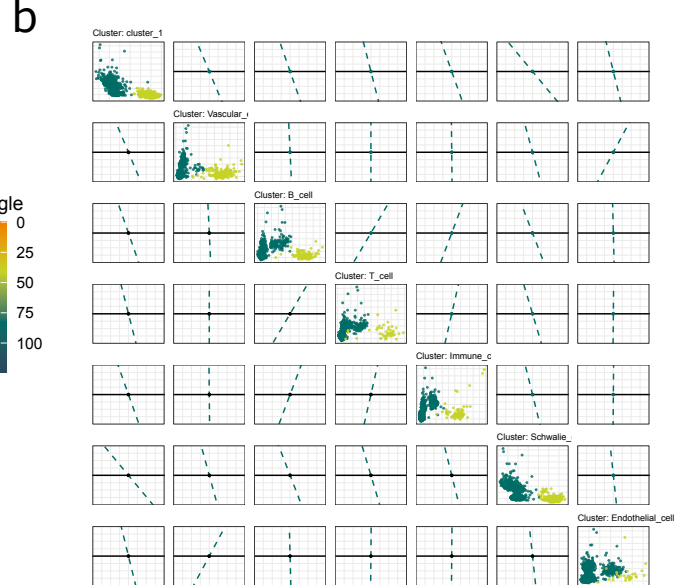 b
Cluster: cluster_1
Cluster: Vascular_
Cluster: B_cell
gle
0
25
50
75
100
Cluster: T_cell
Cluster: Immune_c
Cluster: Schwalie_
Cluster: Endothelial_cell